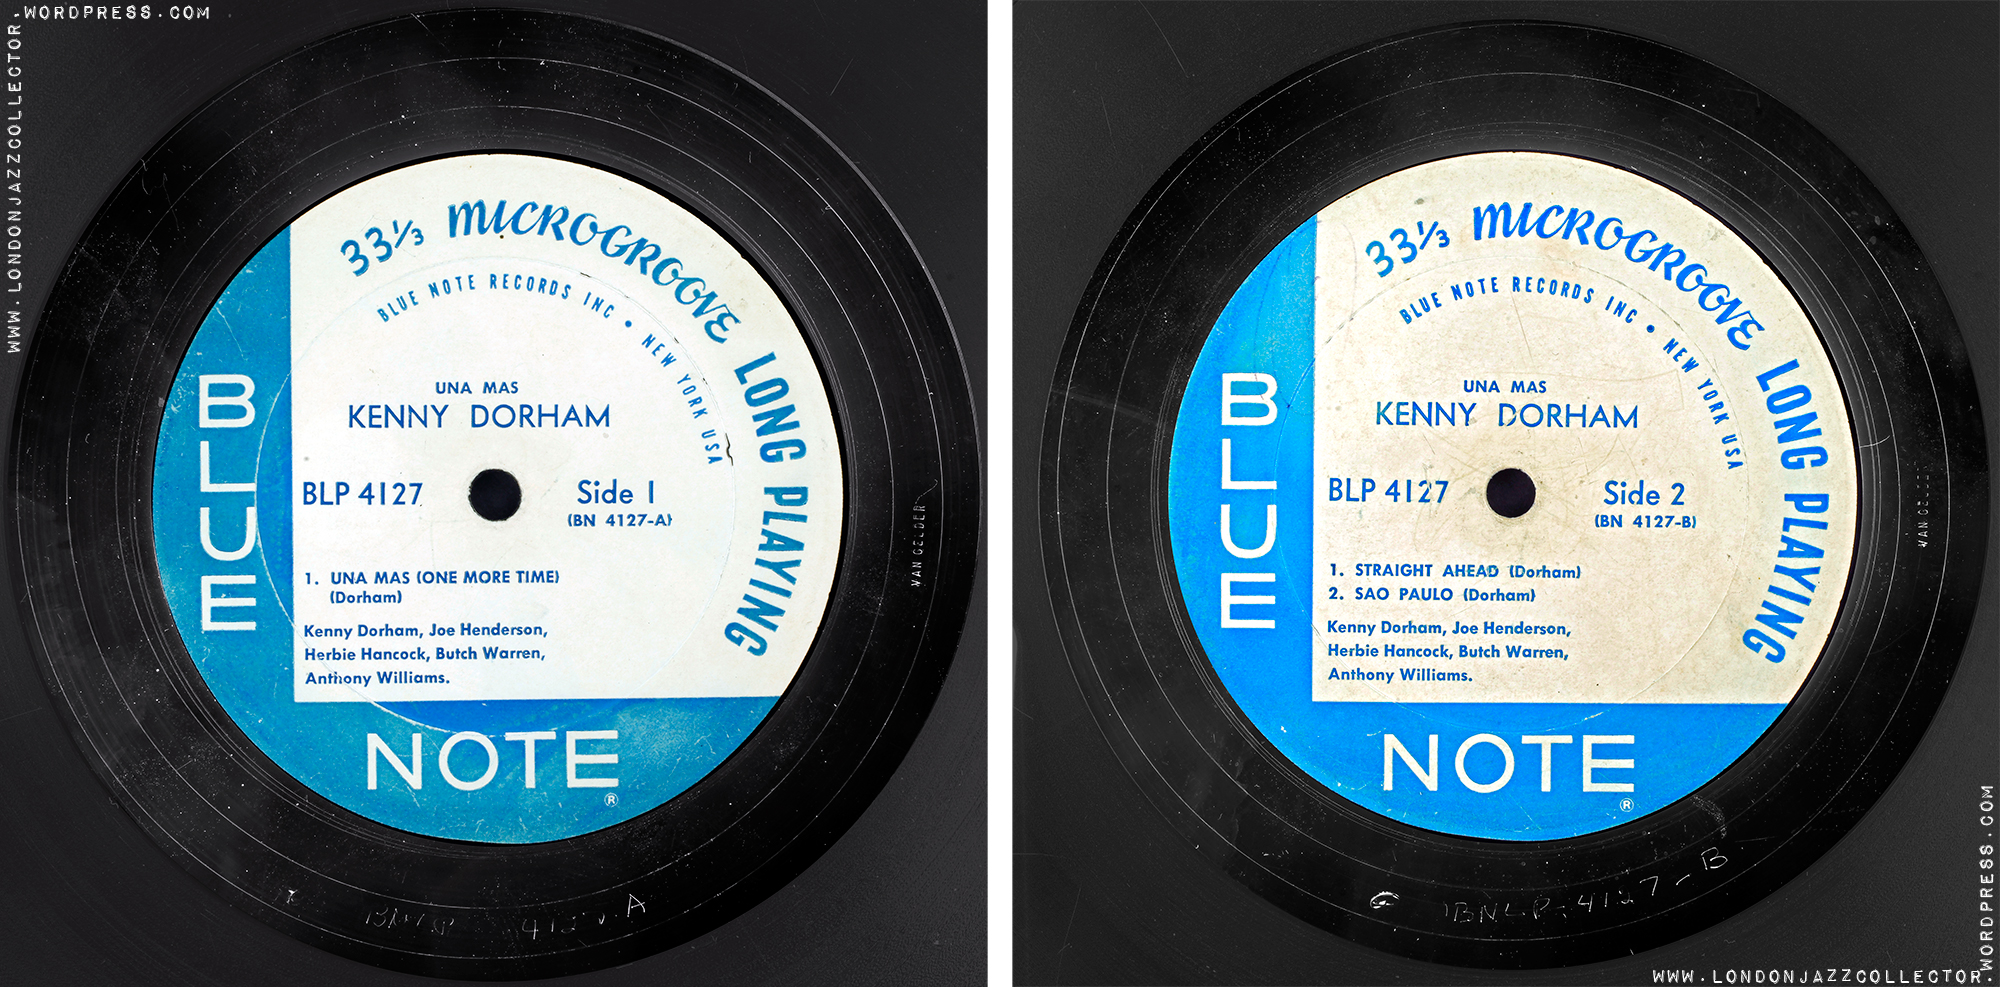 WWW.LONDONJAZZCOLLECTOR
.WORDPRESS.COM
33⅓ MICROGROOVE LONG PLAYING
BLUE NOTE RECORDS INC • NEW YORK USA
UNA MAS
KENNY DORHAM
BLP 4127
Side 1
(BN 4127-A)
1. UNA MAS (ONE MORE TIME)
(Dorham)
Kenny Dorham, Joe Henderson,
Herbie Hancock, Butch Warren,
Anthony Williams.
BLUE
NOTE
®
VAN GELDER
A
33⅓ MICROGROOVE LONG PLAYING
BLUE NOTE RECORDS INC • NEW YORK USA
UNA MAS
KENNY DORHAM
BLP 4127
Side 2
(BN 4127-B)
1. STRAIGHT AHEAD (Dorham)
2. SAO PAULO (Dorham)
Kenny Dorham, Joe Henderson,
Herbie Hancock, Butch Warren,
Anthony Williams.
BLUE
NOTE
®
VAN GELDER
BNLP-4127-B
WWW.LONDONJAZZCOLLECTOR
.WORDPRESS.COM